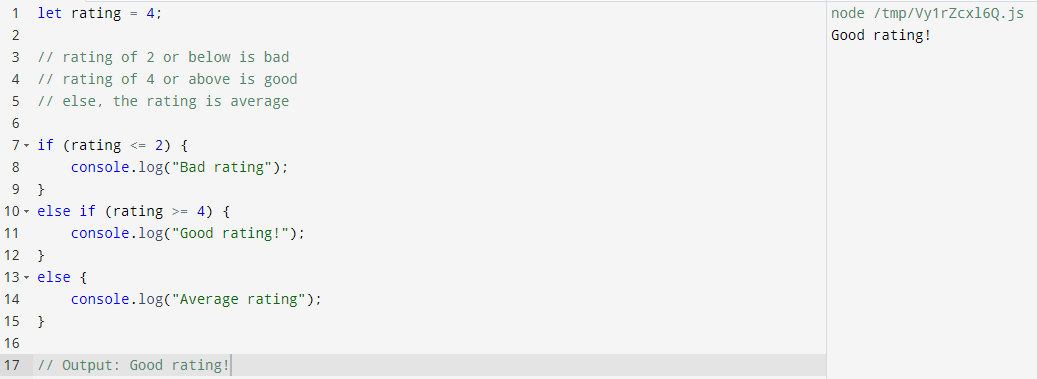 1 let rating = 4;
2
3 // rating of 2 or below is bad
4 // rating of 4 or above is good
5 // else, the rating is average
6
7 if (rating <= 2) {
8     console.log("Bad rating");
9 }
10 else if (rating >= 4) {
11     console.log("Good rating!");
12 }
13 else {
14     console.log("Average rating");
15 }
16
17 // Output: Good rating!
node /tmp/Vy1rZcxl6Q.js
Good rating!